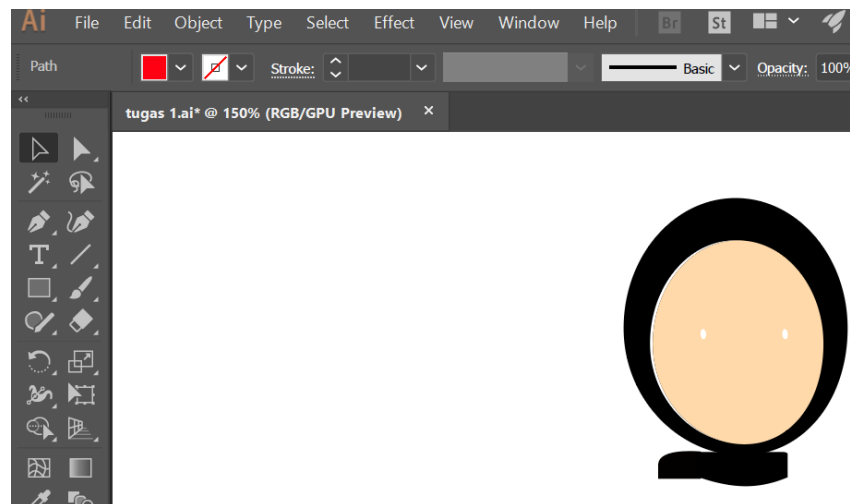 Ai File Edit Object Type Select Effect View Window Help Br St
Path Stroke: Basic Opacity: 100%
tugas 1.ai* @ 150% (RGB/GPU Preview) ×